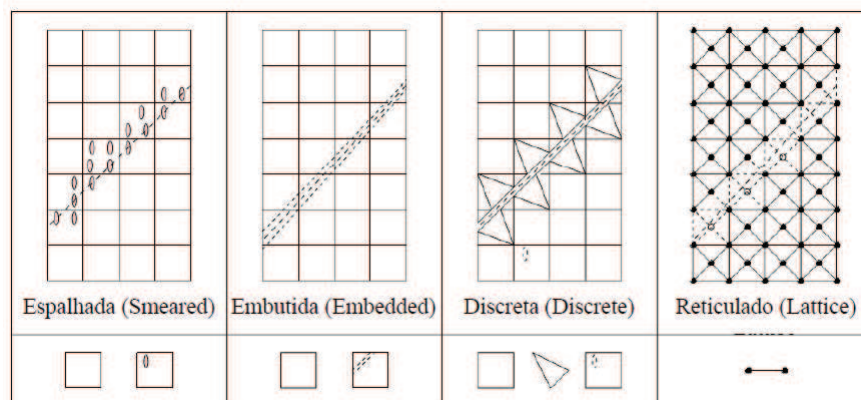 Espalhada (Smeared)
Embutida (Embedded)
Discreta (Discrete)
Reticulado (Lattice)